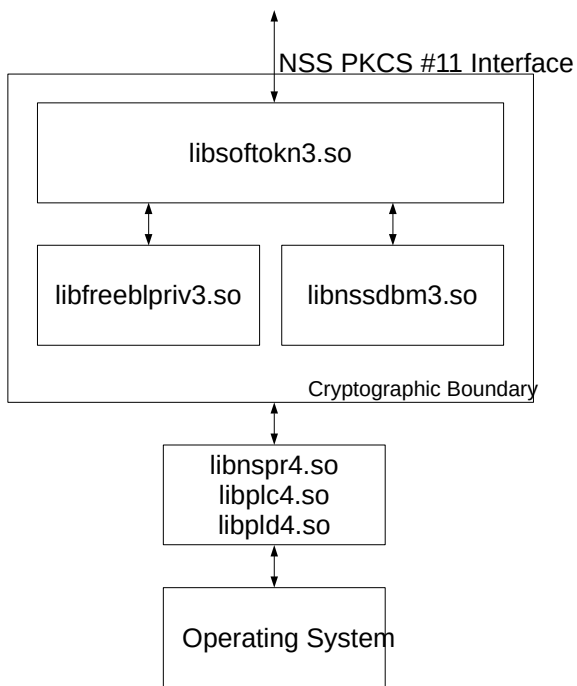 NSS PKCS #11 Interface
libsoftokn3.so
libfreeblpriv3.so
libnssdbm3.so
Cryptographic Boundary
libnspr4.so
libplc4.so
libpld4.so
Operating System